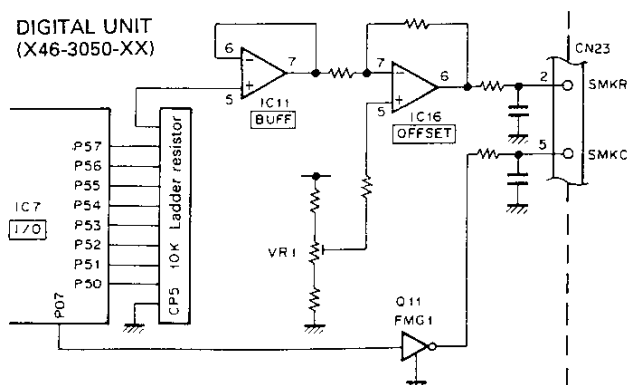 DIGITAL UNIT
(X46-3050-XX)
CN23
6
7
5
IC11
BUFF
7
6
5
IC16
OFFSET
2
SMKR
5
SMKC
IC7
I/O
P57
P56
P55
P54
P53
P52
P51
P50
P07
CP5 10K Ladder resistor
VR1
Q11
FMG1